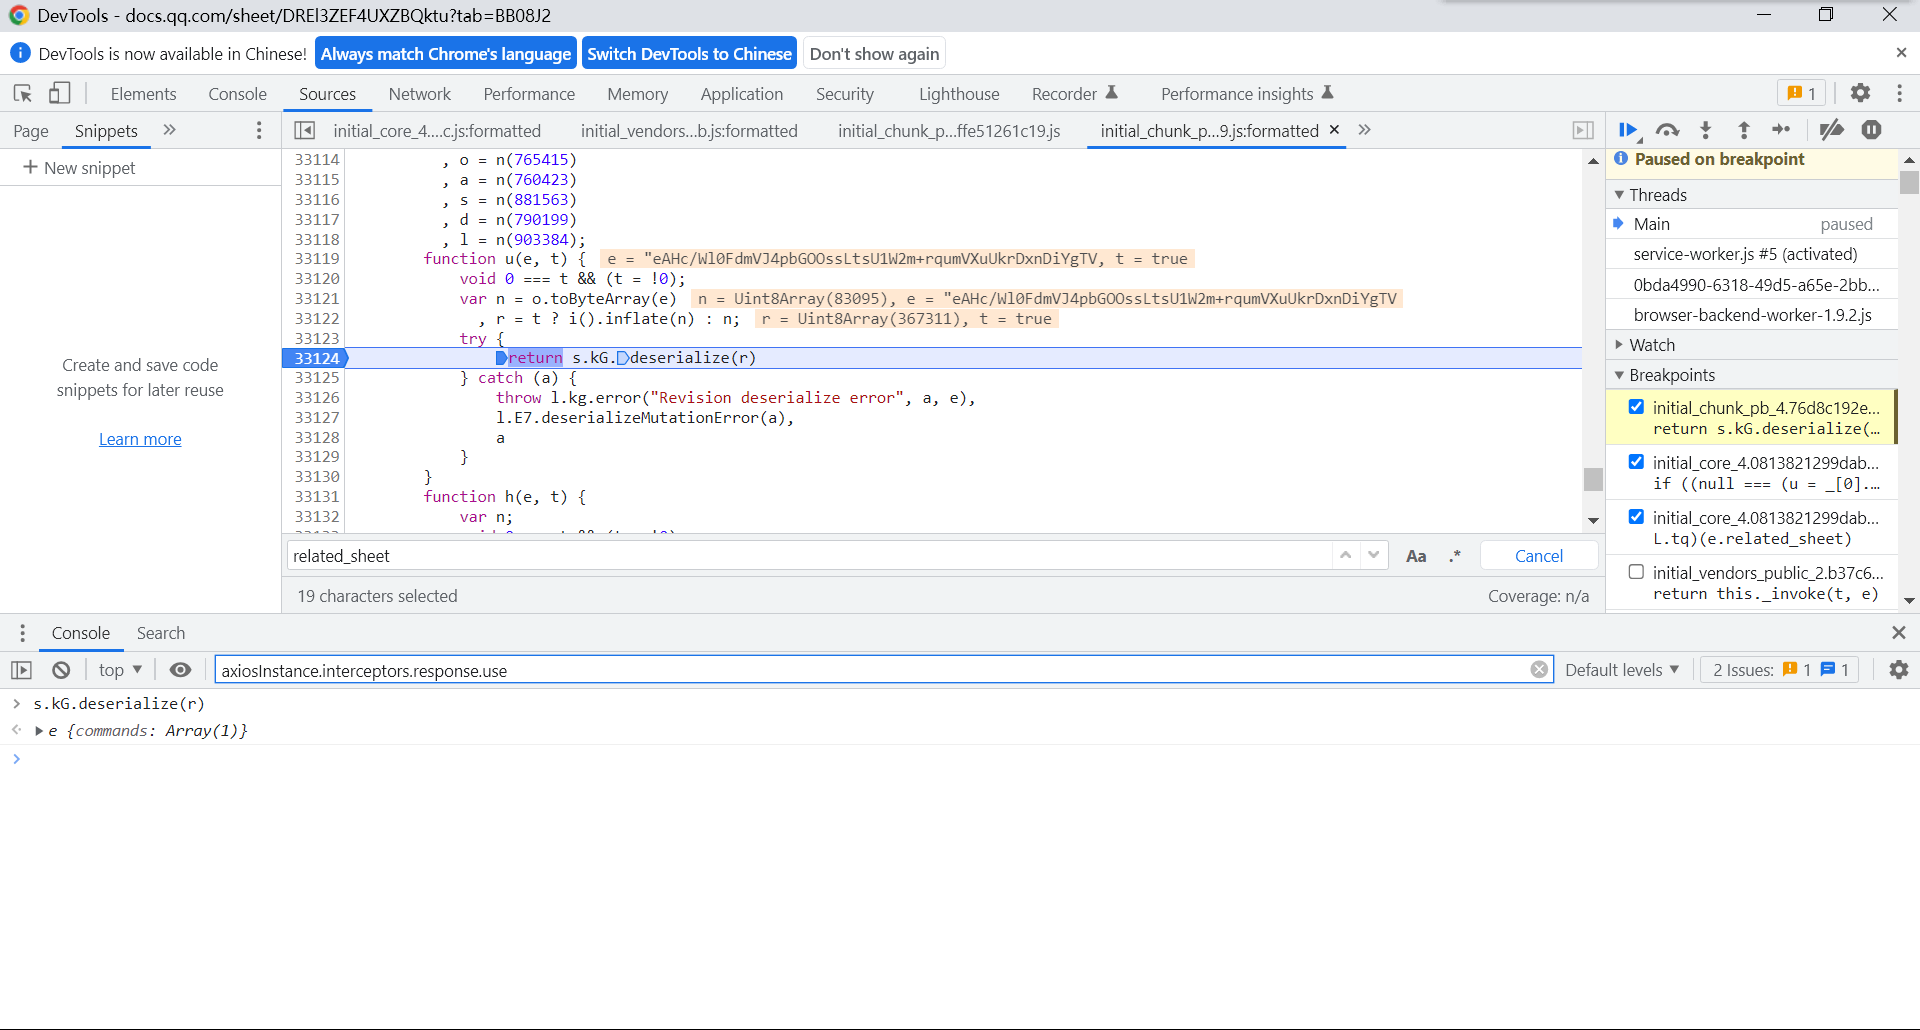 DevTools - docs.qq.com/sheet/DREl3ZEF4UXZBQktu?tab=BB08J2
DevTools is now available in Chinese! Always match Chrome's language Switch DevTools to Chinese Don't show again
Elements Console Sources Network Performance Memory Application Security Lighthouse Recorder Performance insights 1
Page Snippets
New snippet
Create and save code
snippets for later reuse
Learn more
initial_core_4....c.js:formatted initial_vendors...b.js:formatted initial_chunk_p...ffe51261c19.js initial_chunk_p...9.js:formatted
33114 , o = n(765415)
33115 , a = n(760423)
33116 , s = n(881563)
33117 , d = n(790199)
33118 , l = n(903384);
33119 function u(e, t) { e = "eAHc/Wl0FdmVJ4pbGOOssLtsU1W2m+rqumVXuUkrDxnDiYgTV, t = true
33120 void 0 === t && (t = !0);
33121 var n = o.toByteArray(e) n = Uint8Array(83095), e = "eAHc/Wl0FdmVJ4pbGOOssLtsU1W2m+rqumVXuUkrDxnDiYgTV
33122 , r = t ? i().inflate(n) : n; r = Uint8Array(367311), t = true
33123 try {
33124 return s.kG.deserialize(r)
33125 } catch (a) {
33126 throw l.kg.error("Revision deserialize error", a, e),
33127 l.E7.deserializeMutationError(a),
33128 a
33129 }
33130 }
33131 function h(e, t) {
33132 var n;
related_sheet Aa .* Cancel
19 characters selected Coverage: n/a
Paused on breakpoint
Threads
Main paused
service-worker.js #5 (activated)
0bda4990-6318-49d5-a65e-2bb...
browser-backend-worker-1.9.2.js
Watch
Breakpoints
initial_chunk_pb_4.76d8c192e...
return s.kG.deserialize(…
initial_core_4.0813821299dab...
if ((null === (u = _[0].…
initial_core_4.0813821299dab...
L.tq)(e.related_sheet)
initial_vendors_public_2.b37c6...
return this._invoke(t, e)
Console Search
top axiosInstance.interceptors.response.use Default levels 2 Issues: 1 1
s.kG.deserialize(r)
e {commands: Array(1)}